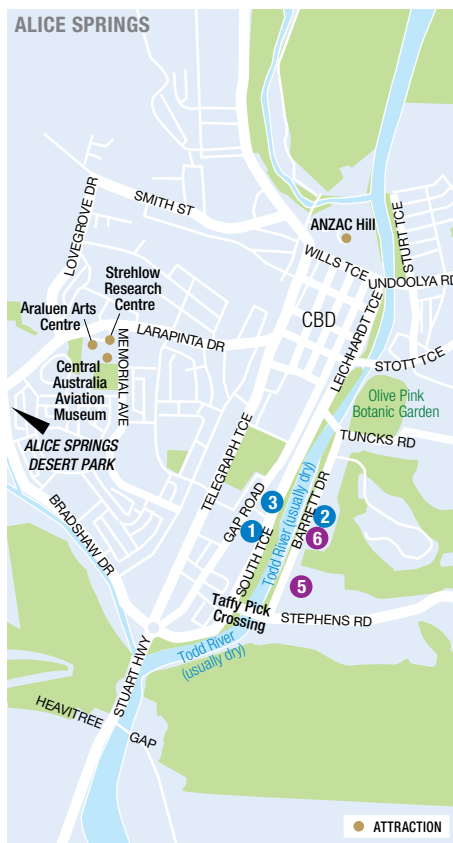 ALICE SPRINGS
LOVEGROVE DR
SMITH ST
ANZAC Hill
STURT TCE
WILLS TCE
UNDOOLYA RD
Strehlow
Research
Centre
Araluen Arts
Centre
MEMORIAL AVE
LARAPINTA DR
CBD
LEICHHARDT TCE
STOTT TCE
Central
Australia
Aviation
Museum
Olive Pink
Botanic Garden
TUNCKS RD
ALICE SPRINGS
DESERT PARK
TELEGRAPH TCE
GAP ROAD
3
1
SOUTH TCE
Todd River (usually dry)
BARRETT DR
2
6
5
BRADSHAW DR
Taffy Pick
Crossing
STEPHENS RD
Todd River
(usually dry)
STUART HWY
HEAVITREE
GAP
ATTRACTION